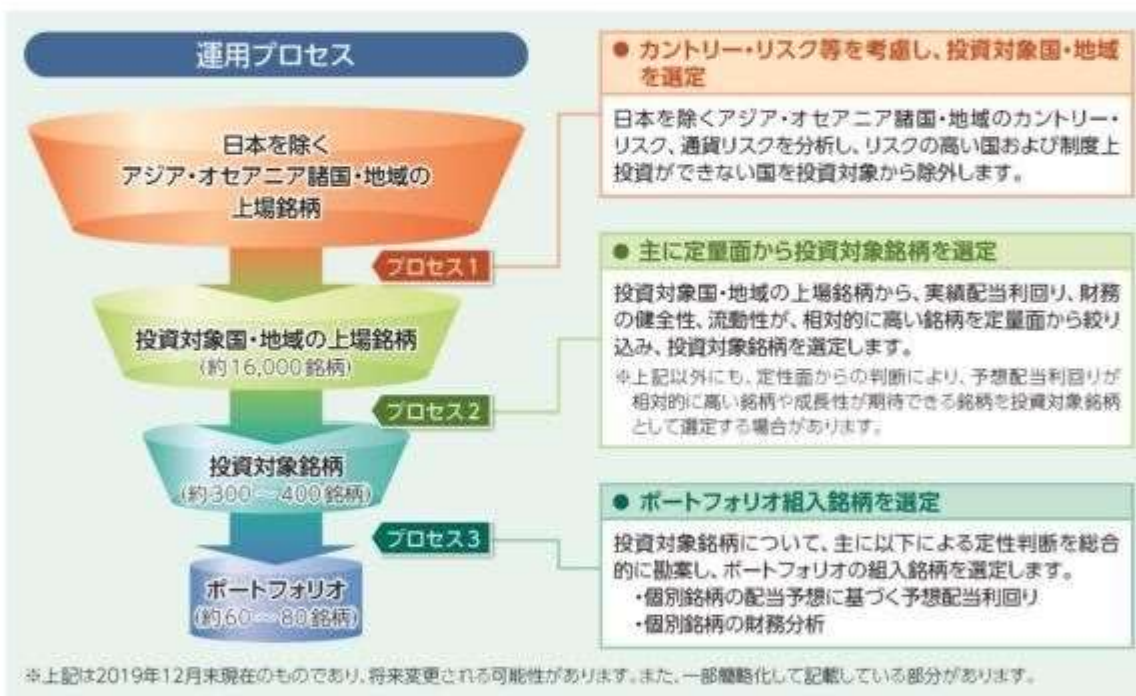 運用プロセス
日本を除く
アジア・オセアニア諸国・地域の
上場銘柄
プロセス1
投資対象国・地域の上場銘柄
(約16,000銘柄)
プロセス2
投資対象銘柄
(約300～400銘柄)
プロセス3
ポートフォリオ
(約60～80銘柄)
● カントリー・リスク等を考慮し、投資対象国・地域
を選定
日本を除くアジア・オセアニア諸国・地域のカントリー・
リスク、通貨リスクを分析し、リスクの高い国および制度上
投資ができない国を投資対象から除外します。
● 主に定量面から投資対象銘柄を選定
投資対象国・地域の上場銘柄から、実績配当利回り、財務
の健全性、流動性が、相対的に高い銘柄を定量面から絞り
込み、投資対象銘柄を選定します。
※上記以外にも、定性面からの判断により、予想配当利回りが
相対的に高い銘柄や成長性が期待できる銘柄を投資対象銘柄
として選定する場合があります。
● ポートフォリオ組入銘柄を選定
投資対象銘柄について、主に以下による定性判断を総合
的に勘案し、ポートフォリオの組入銘柄を選定します。
・個別銘柄の配当予想に基づく予想配当利回り
・個別銘柄の財務分析
※上記は2019年12月末現在のものであり、将来変更される可能性があります。また、一部簡略化して記載している部分があります。